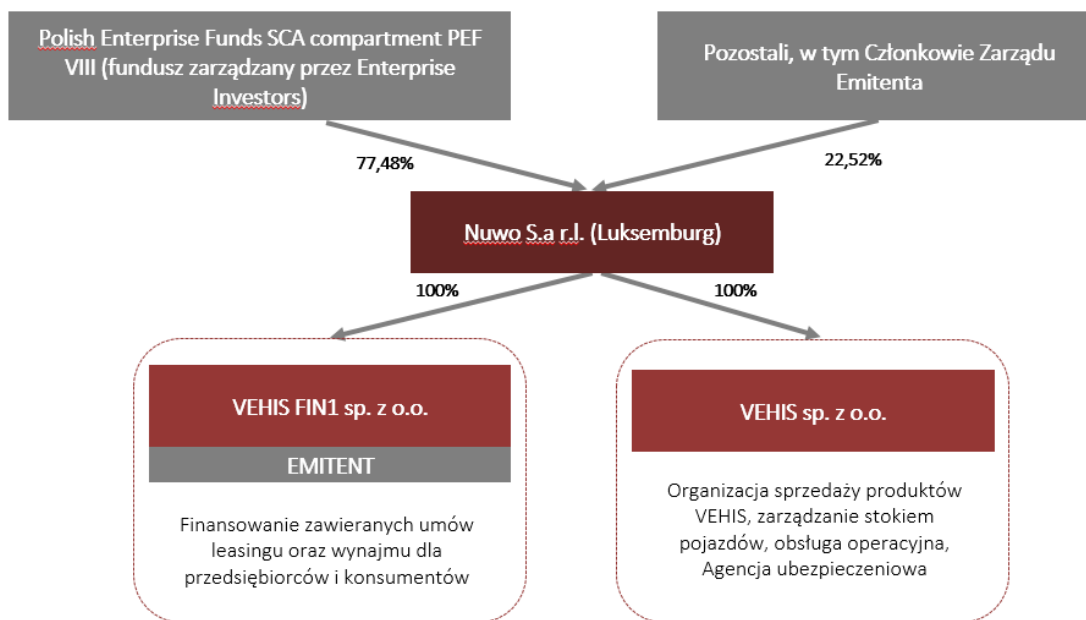 Polish Enterprise Funds SCA compartment PEF
VIII (fundusz zarządzany przez Enterprise
Investors)
Pozostali, w tym Członkowie Zarządu
Emitenta
77,48%
22,52%
Nuwo S.a r.l. (Luksemburg)
100%
100%
VEHIS FIN1 sp. z o.o.
EMITENT
Finansowanie zawieranych umów
leasingu oraz wynajmu dla
przedsiębiorców i konsumentów
VEHIS sp. z o.o.
Organizacja sprzedaży produktów
VEHIS, zarządzanie stokiem
pojazdów, obsługa operacyjna,
Agencja ubezpieczeniowa